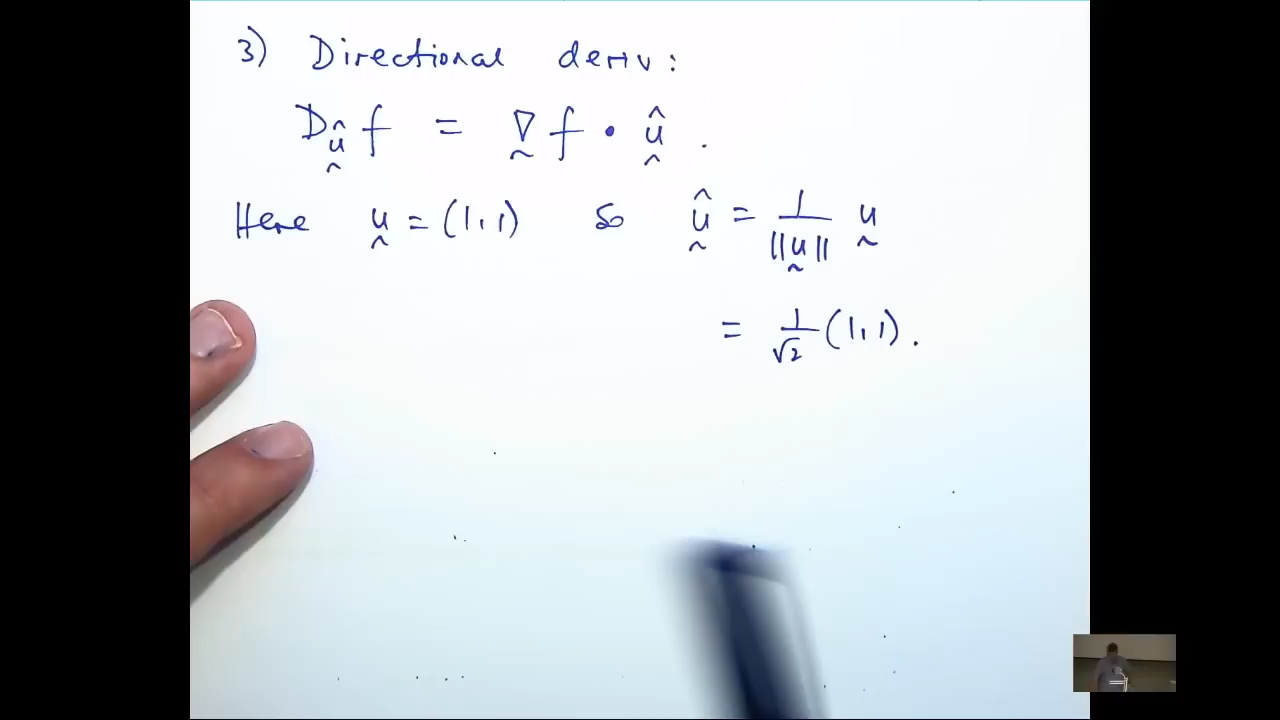 3) Directional deriv:
D_û f = ∇f • û.
Here u = (1,1) so û = 1/||u|| u
= 1/√2 (1,1).